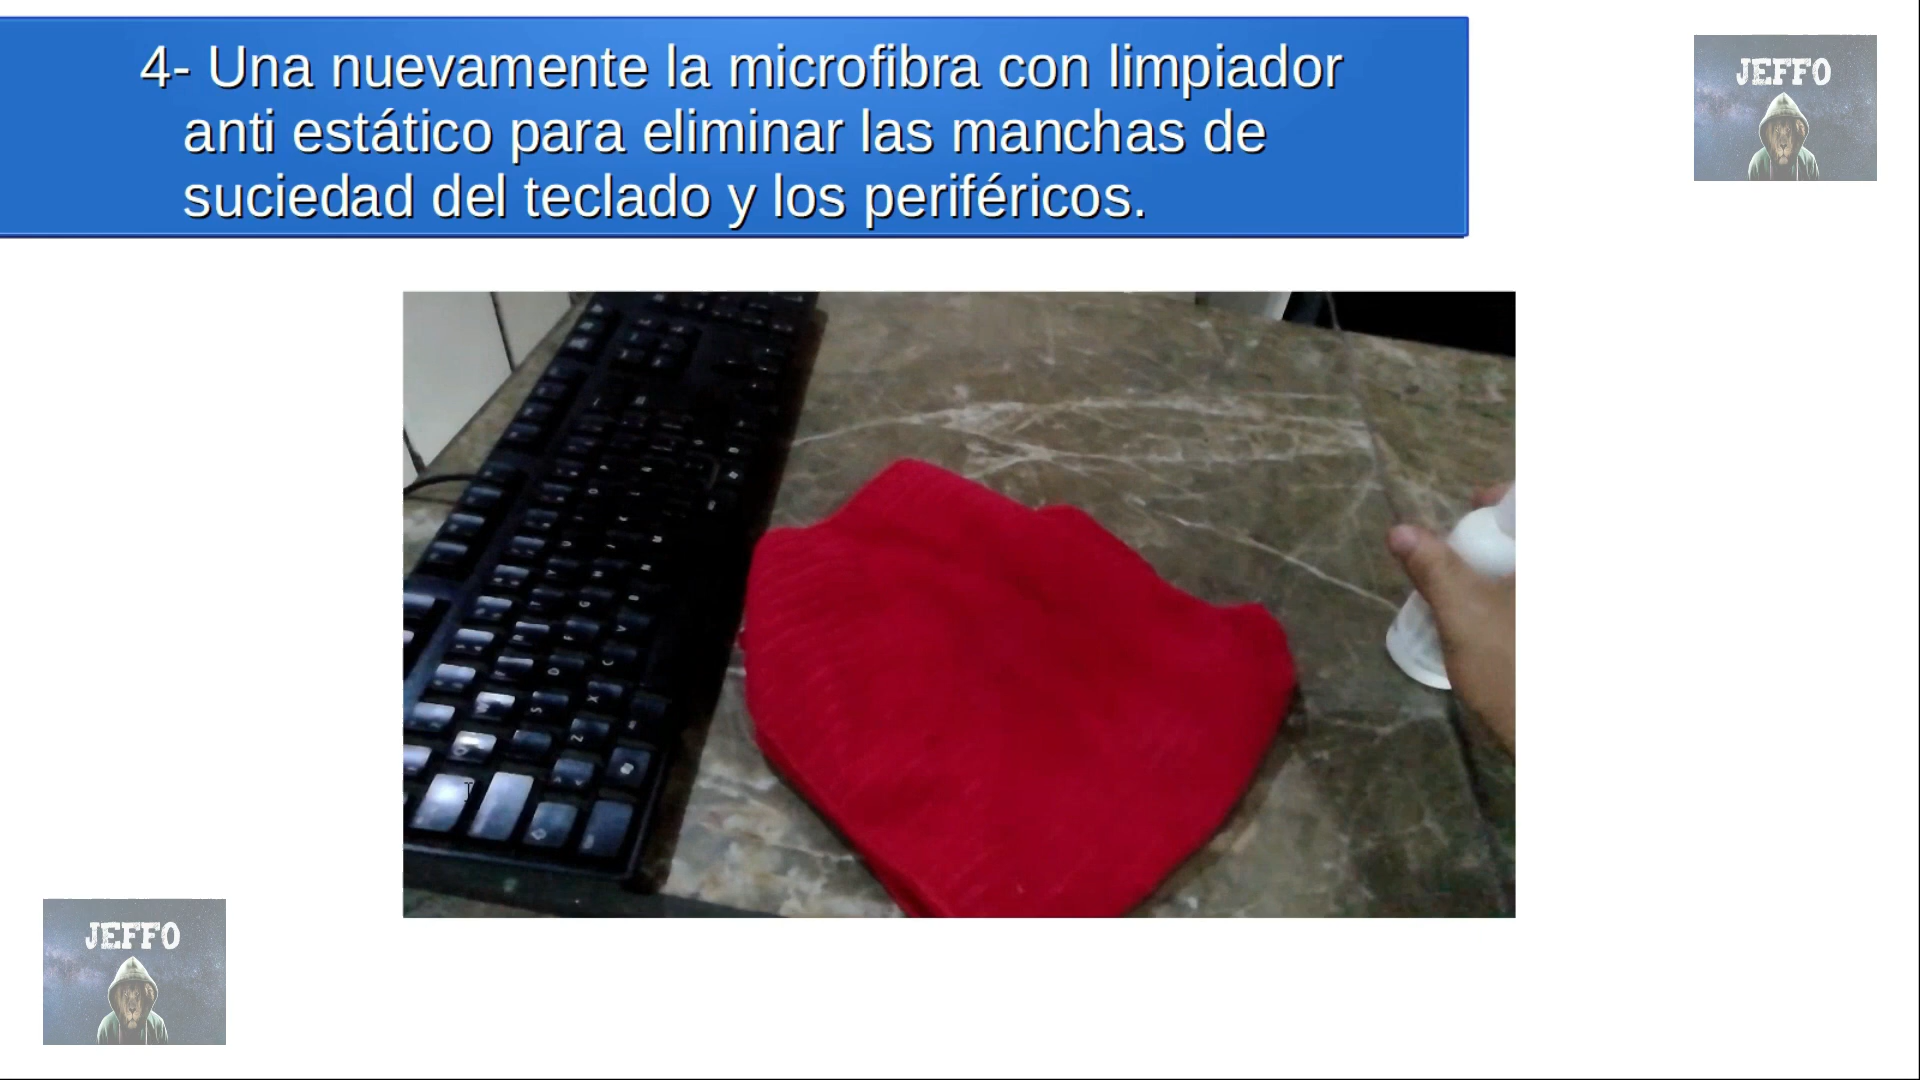 4- Una nuevamente la microfibra con limpiador
anti estático para eliminar las manchas de
suciedad del teclado y los periféricos.
JEFFO
JEFFO